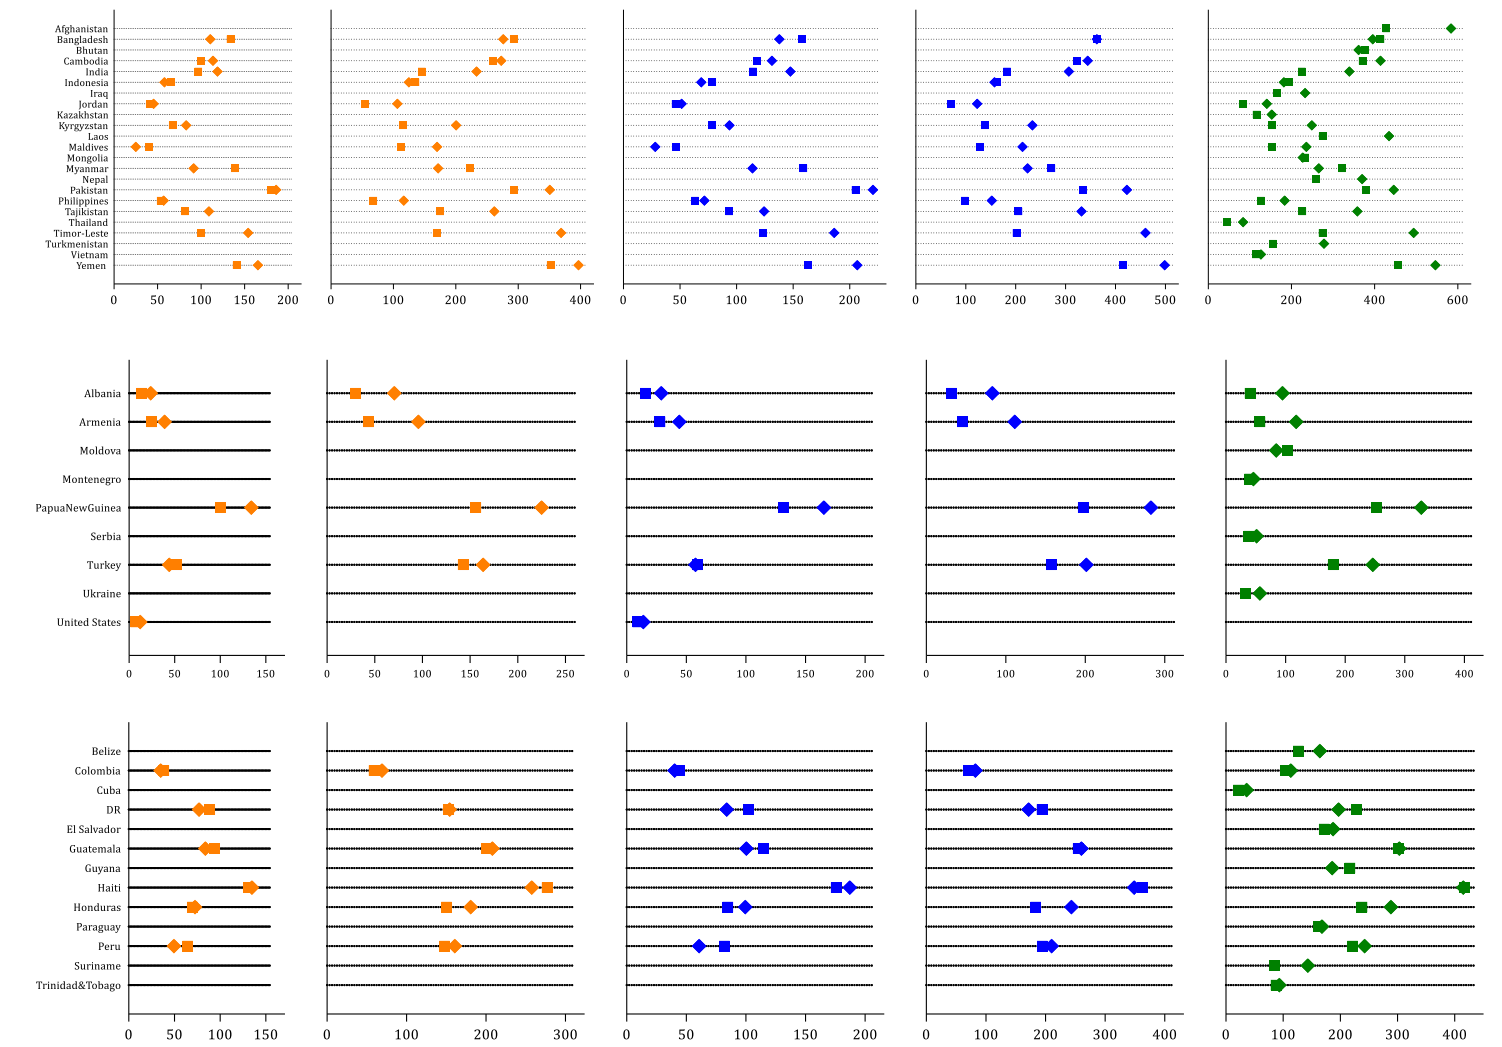 Afghanistan
Bangladesh
Bhutan
Cambodia
India
Indonesia
Iraq
Jordan
Kazakhstan
Kyrgyzstan
Laos
Maldives
Mongolia
Myanmar
Nepal
Pakistan
Philippines
Tajikistan
Thailand
Timor-Leste
Turkmenistan
Vietnam
Yemen
0 50 100 150 200 0 100 200 300 400 0 50 100 150 200 0 100 200 300 400 500 0 200 400 600
Albania
Armenia
Moldova
Montenegro
PapuaNewGuinea
Serbia
Turkey
Ukraine
United States
0 50 100 150 0 50 100 150 200 250 0 50 100 150 200 0 100 200 300 0 100 200 300 400
Belize
Colombia
Cuba
DR
El Salvador
Guatemala
Guyana
Haiti
Honduras
Paraguay
Peru
Suriname
Trinidad&Tobago
0 50 100 150 0 100 200 300 0 50 100 150 200 0 100 200 300 400 0 100 200 300 400